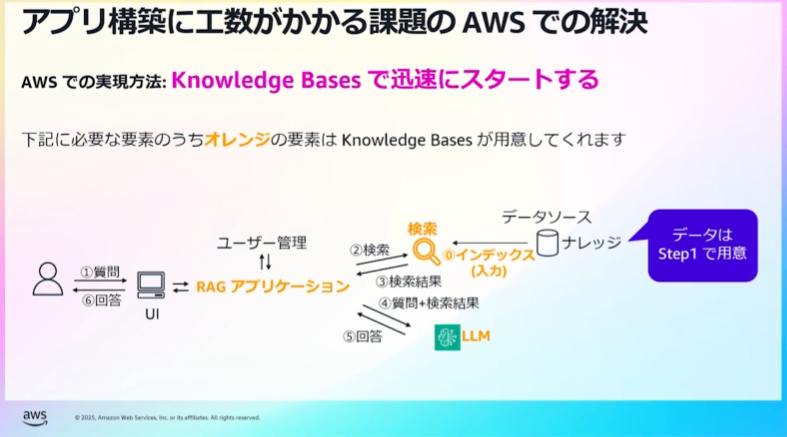 アプリ構築に工数がかかる課題の AWS での解決
AWS での実現方法: Knowledge Bases で迅速にスタートする
下記に必要な要素のうちオレンジの要素は Knowledge Bases が用意してくれます
データソース
データは
Step1 で用意
ナレッジ
検索
⓪インデックス
(入力)
ユーザー管理
②検索
③検索結果
①質問
⑥回答
UI
RAG アプリケーション
④質問+検索結果
⑤回答
LLM
aws
© 2025, Amazon Web Services, Inc. or its affiliates. All rights reserved.